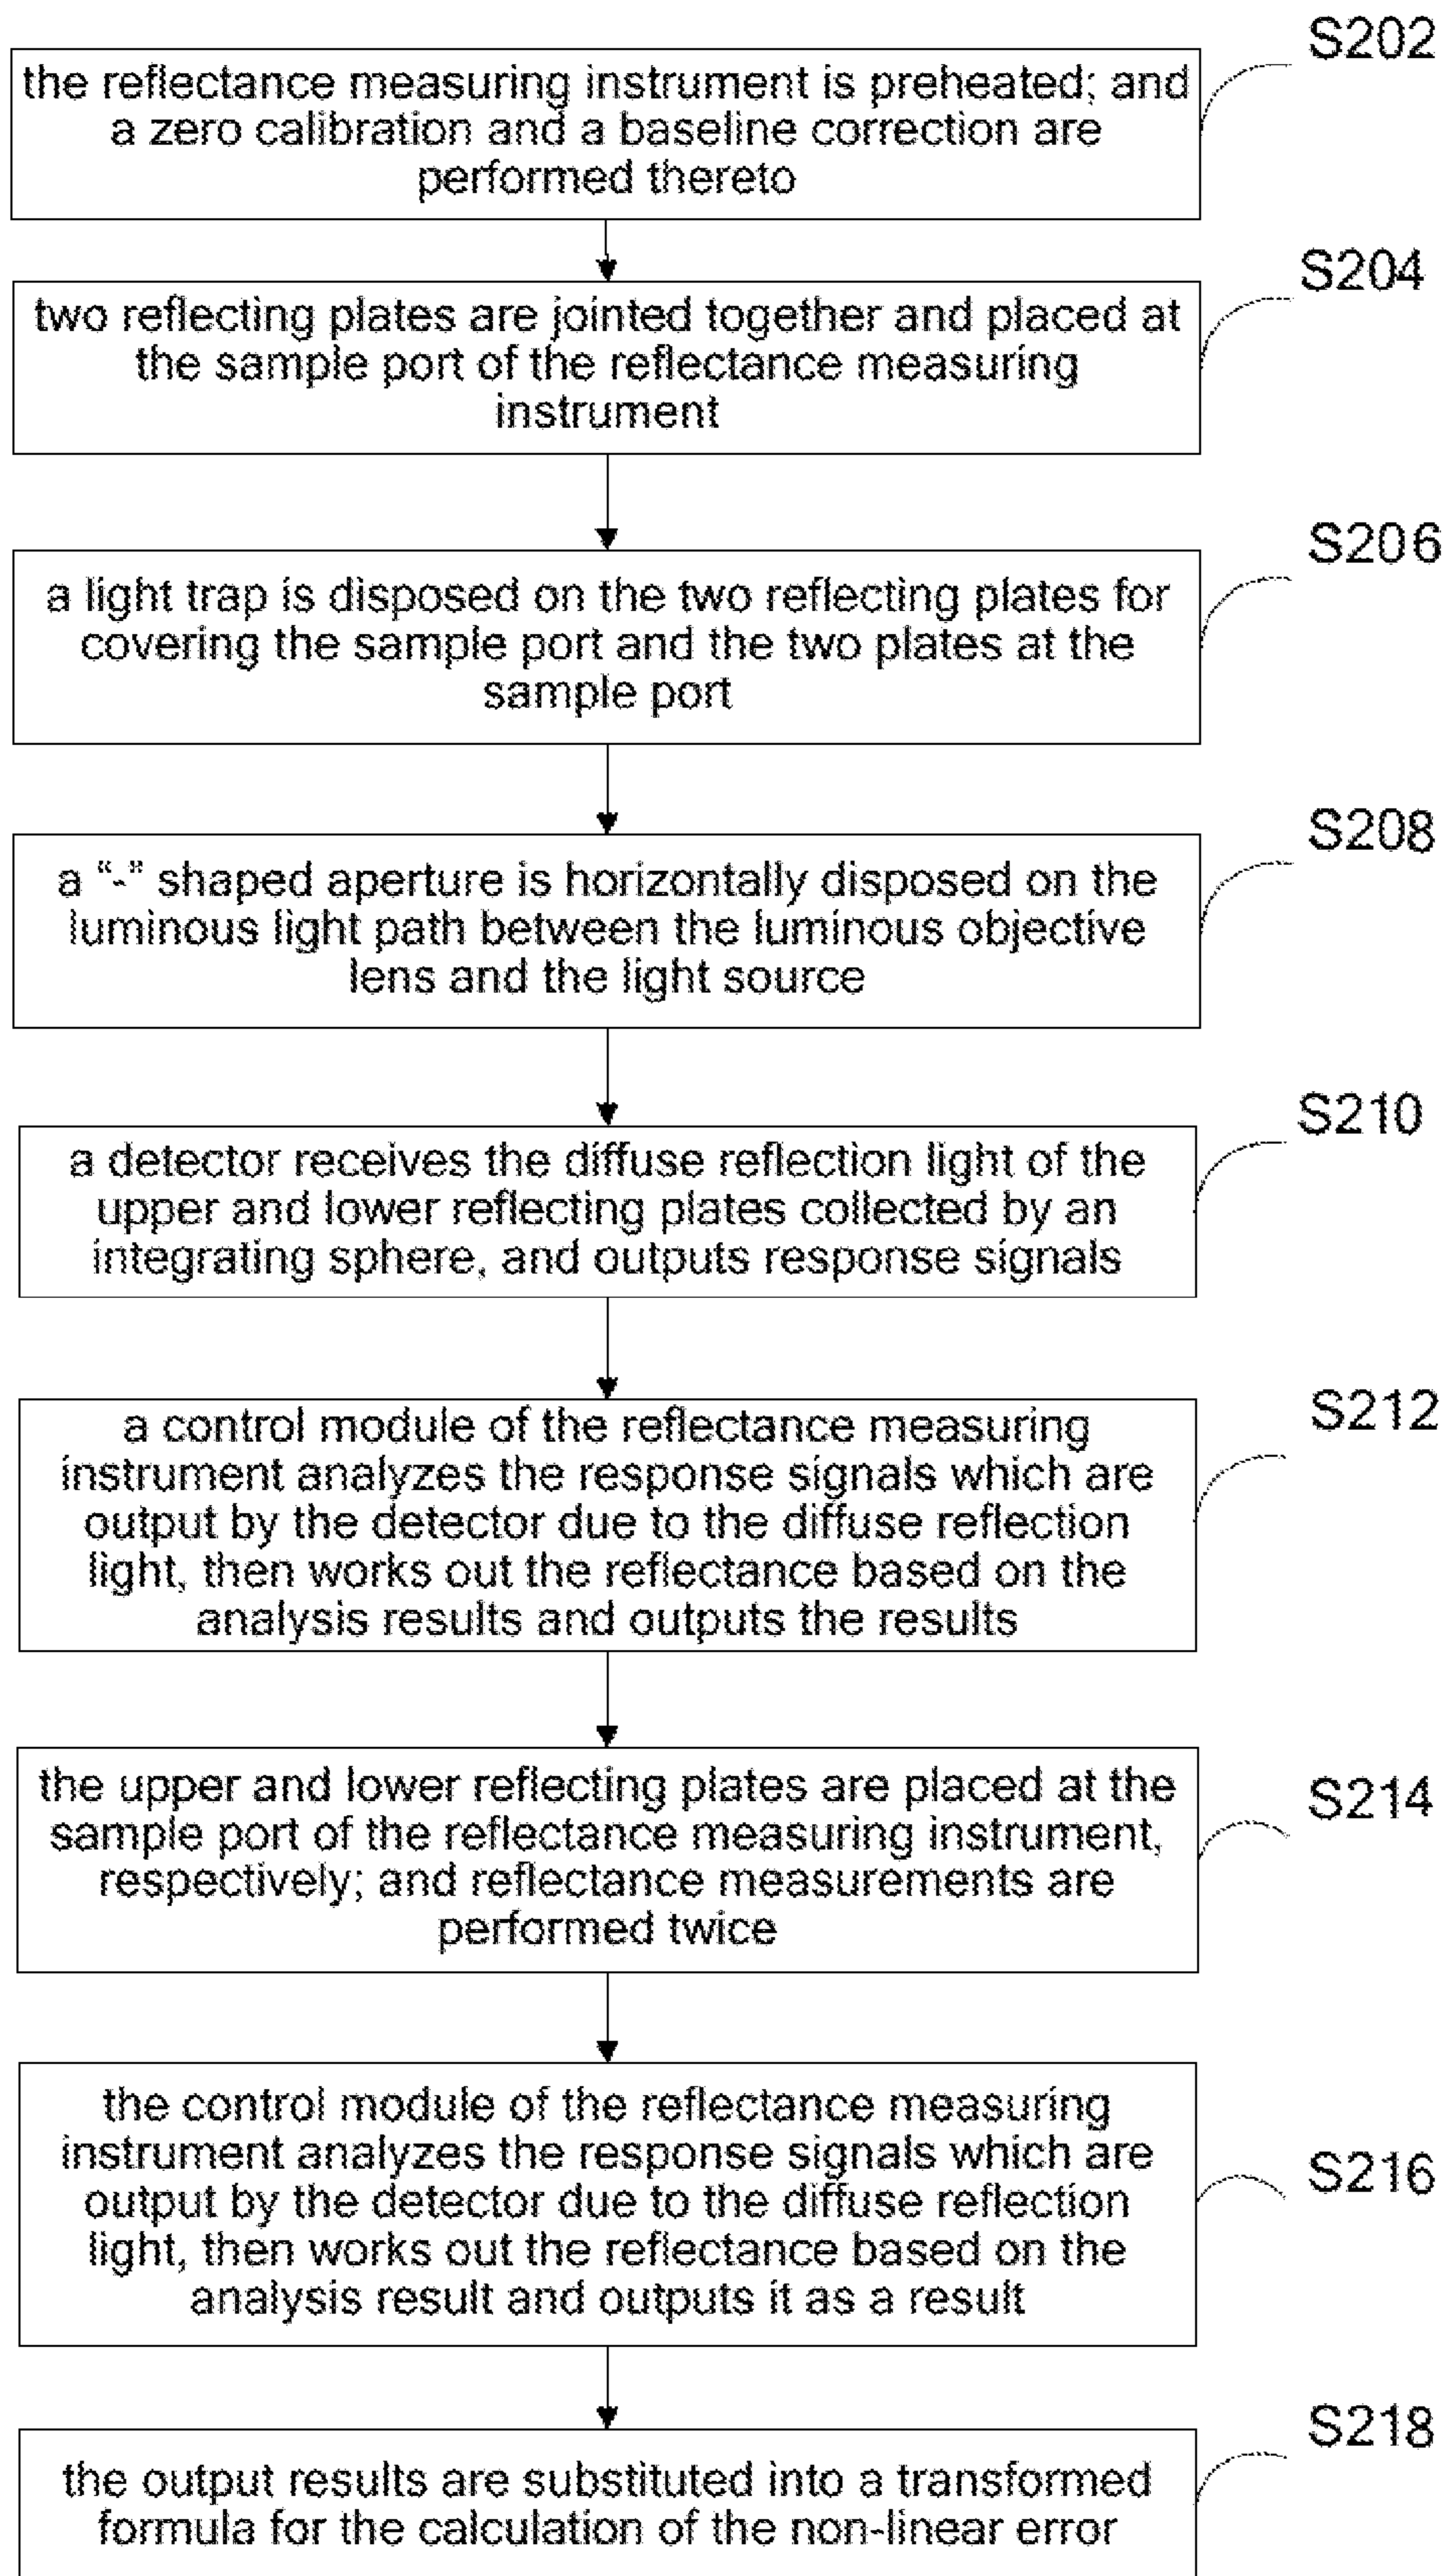 S202
the reflectance measuring instrument is preheated; and
a zero calibration and a baseline correction are
performed thereto
S204
two reflecting plates are jointed together and placed at
the sample port of the reflectance measuring
instrument
S206
a light trap is disposed on the two reflecting plates for
covering the sample port and the two plates at the
sample port
S208
a “-” shaped aperture is horizontally disposed on the
luminous light path between the luminous objective
lens and the light source
S210
a detector receives the diffuse reflection light of the
upper and lower reflecting plates collected by an
integrating sphere, and outputs response signals
S212
a control module of the reflectance measuring
instrument analyzes the response signals which are
output by the detector due to the diffuse reflection
light, then works out the reflectance based on the
analysis results and outputs the results
S214
the upper and lower reflecting plates are placed at the
sample port of the reflectance measuring instrument,
respectively; and reflectance measurements are
performed twice
S216
the control module of the reflectance measuring
instrument analyzes the response signals which are
output by the detector due to the diffuse reflection
light, then works out the reflectance based on the
analysis result and outputs it as a result
S218
the output results are substituted into a transformed
formula for the calculation of the non-linear error